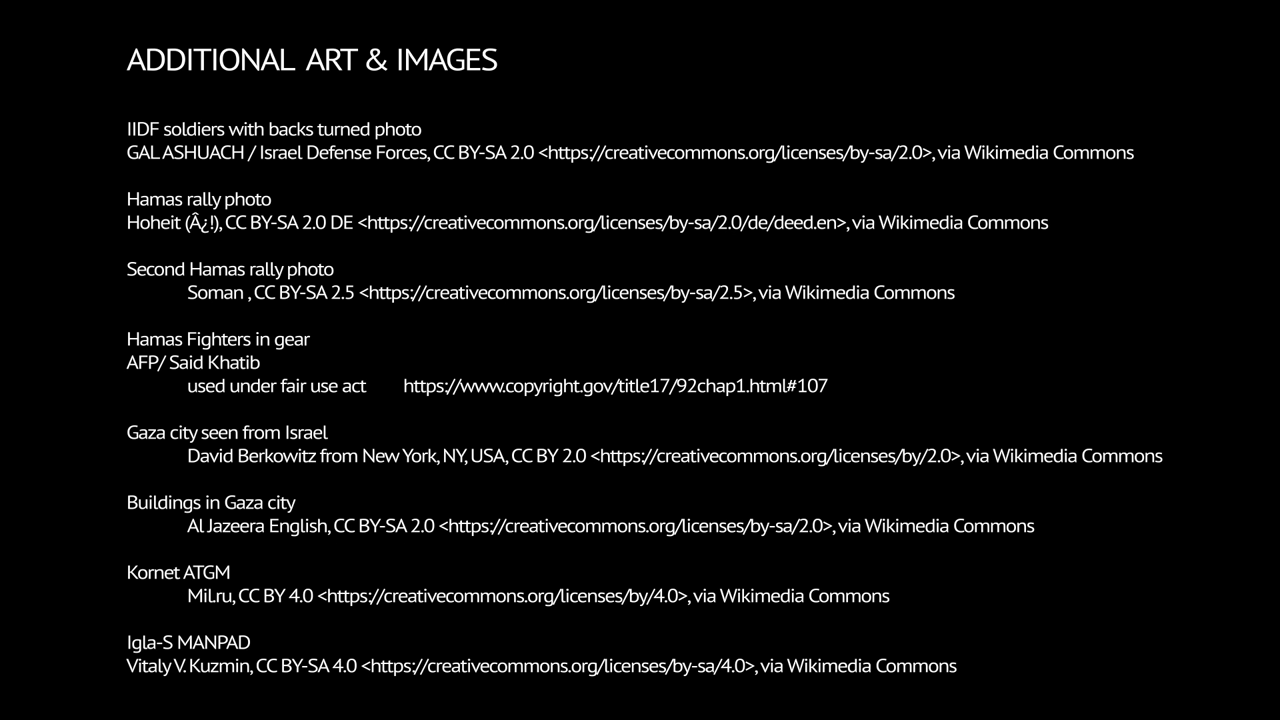 ADDITIONAL ART & IMAGES
IIDF soldiers with backs turned photo
GAL ASHUACH / Israel Defense Forces, CC BY-SA 2.0 <https://creativecommons.org/licenses/by-sa/2.0>, via Wikimedia Commons
Hamas rally photo
Hoheit (Â¿!), CC BY-SA 2.0 DE <https://creativecommons.org/licenses/by-sa/2.0/de/deed.en>, via Wikimedia Commons
Second Hamas rally photo
Soman , CC BY-SA 2.5 <https://creativecommons.org/licenses/by-sa/2.5>, via Wikimedia Commons
Hamas Fighters in gear
AFP/ Said Khatib
used under fair use act https://www.copyright.gov/title17/92chap1.html#107
Gaza city seen from Israel
David Berkowitz from New York, NY, USA, CC BY 2.0 <https://creativecommons.org/licenses/by/2.0>, via Wikimedia Commons
Buildings in Gaza city
Al Jazeera English, CC BY-SA 2.0 <https://creativecommons.org/licenses/by-sa/2.0>, via Wikimedia Commons
Kornet ATGM
Mil.ru, CC BY 4.0 <https://creativecommons.org/licenses/by/4.0>, via Wikimedia Commons
Igla-S MANPAD
Vitaly V. Kuzmin, CC BY-SA 4.0 <https://creativecommons.org/licenses/by-sa/4.0>, via Wikimedia Commons